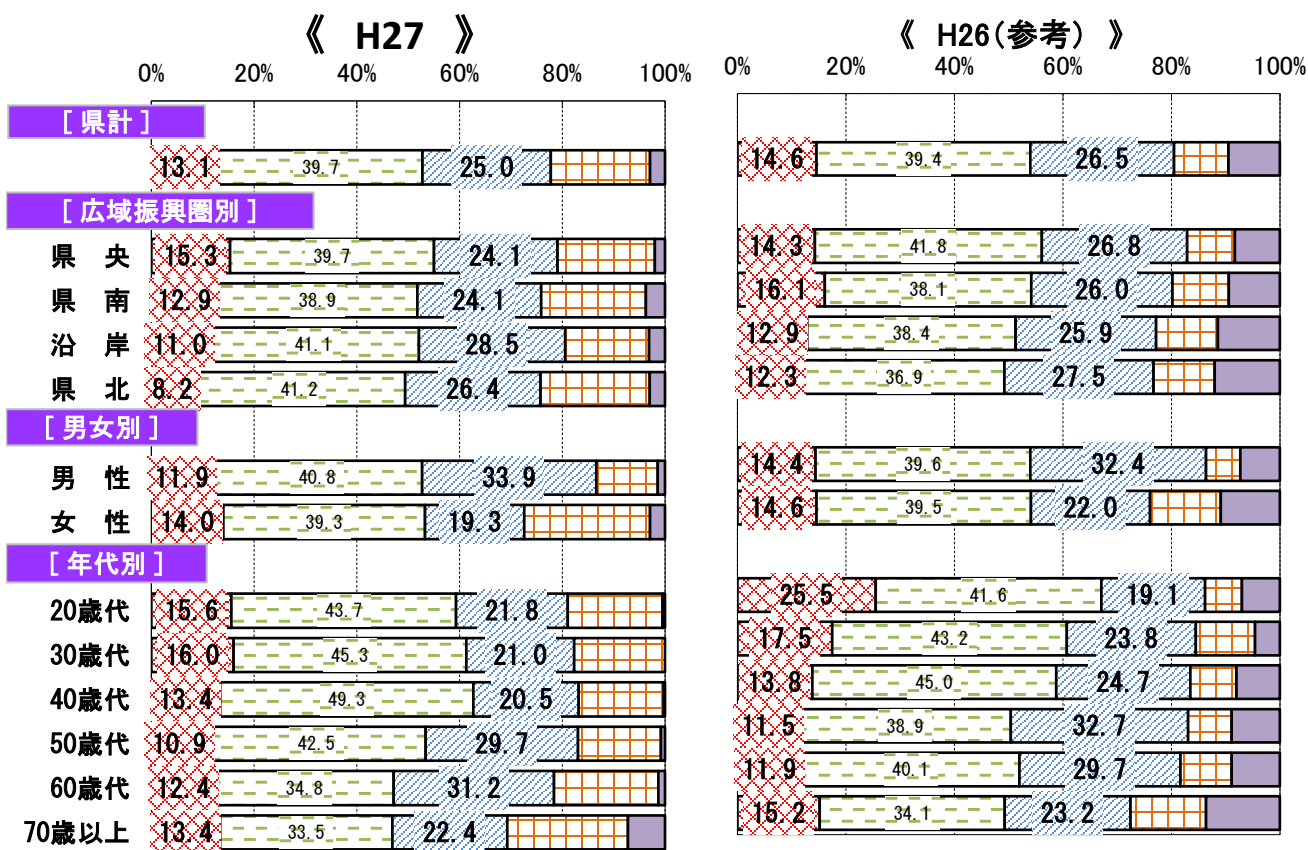 《 H27 》
《 H26(参考) 》
0% 20% 40% 60% 80% 100%
0% 20% 40% 60% 80% 100%
[ 県計 ]
13.1 39.7 25.0
14.6 39.4 26.5
[ 広域振興圏別 ]
県 央 15.3 39.7 24.1
14.3 41.8 26.8
県 南 12.9 38.9 24.1
16.1 38.1 26.0
沿 岸 11.0 41.1 28.5
12.9 38.4 25.9
県 北 8.2 41.2 26.4
12.3 36.9 27.5
[ 男女別 ]
男 性 11.9 40.8 33.9
14.4 39.6 32.4
女 性 14.0 39.3 19.3
14.6 39.5 22.0
[ 年代別 ]
20歳代 15.6 43.7 21.8
25.5 41.6 19.1
30歳代 16.0 45.3 21.0
17.5 43.2 23.8
40歳代 13.4 49.3 20.5
13.8 45.0 24.7
50歳代 10.9 42.5 29.7
11.5 38.9 32.7
60歳代 12.4 34.8 31.2
11.9 40.1 29.7
70歳以上 13.4 33.5 22.4
15.2 34.1 23.2